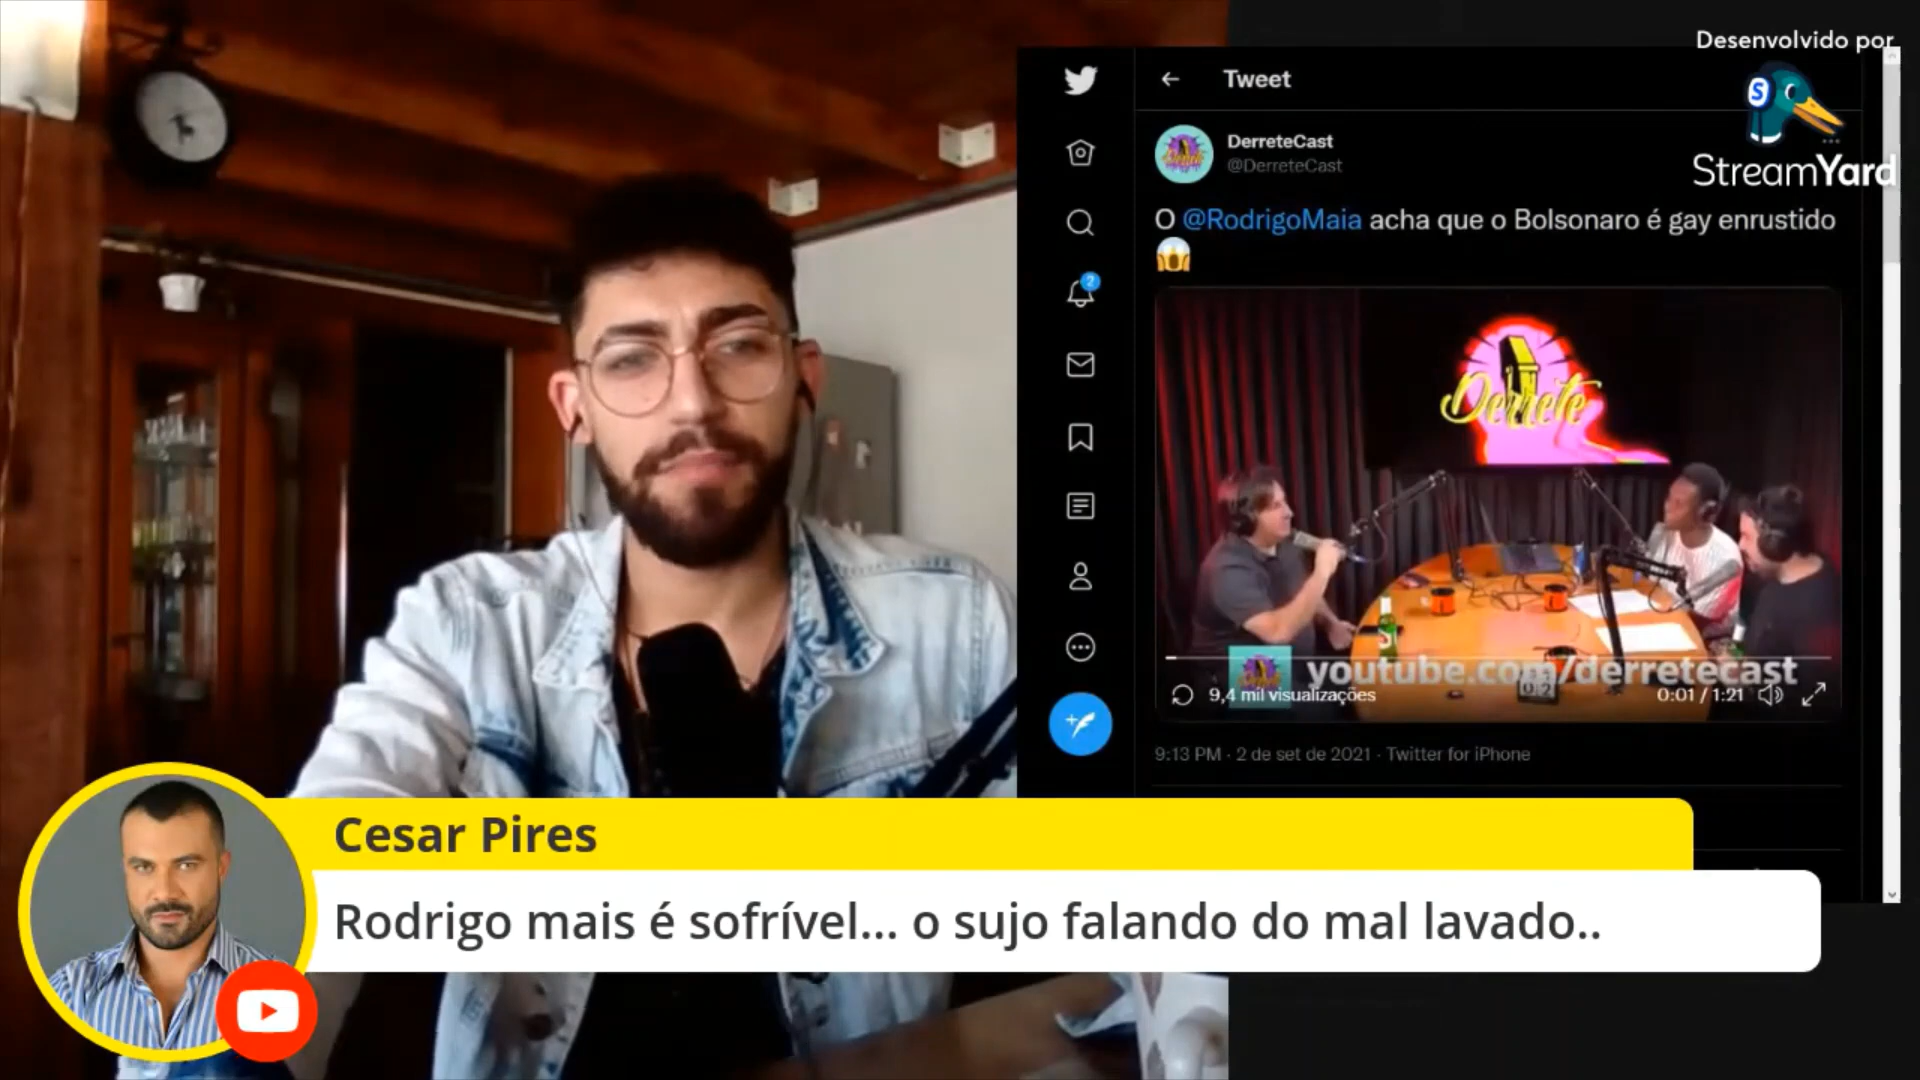 Desenvolvido por
StreamYard
Tweet
DerreteCast
@DerreteCast
O @RodrigoMaia acha que o Bolsonaro é gay enrustido
2
Derrete
youtube.com/derretecast
9,4 mil visualizações
0:01 / 1:21
9:13 PM · 2 de set de 2021 · Twitter for iPhone
Cesar Pires
Rodrigo mais é sofrível... o sujo falando do mal lavado..